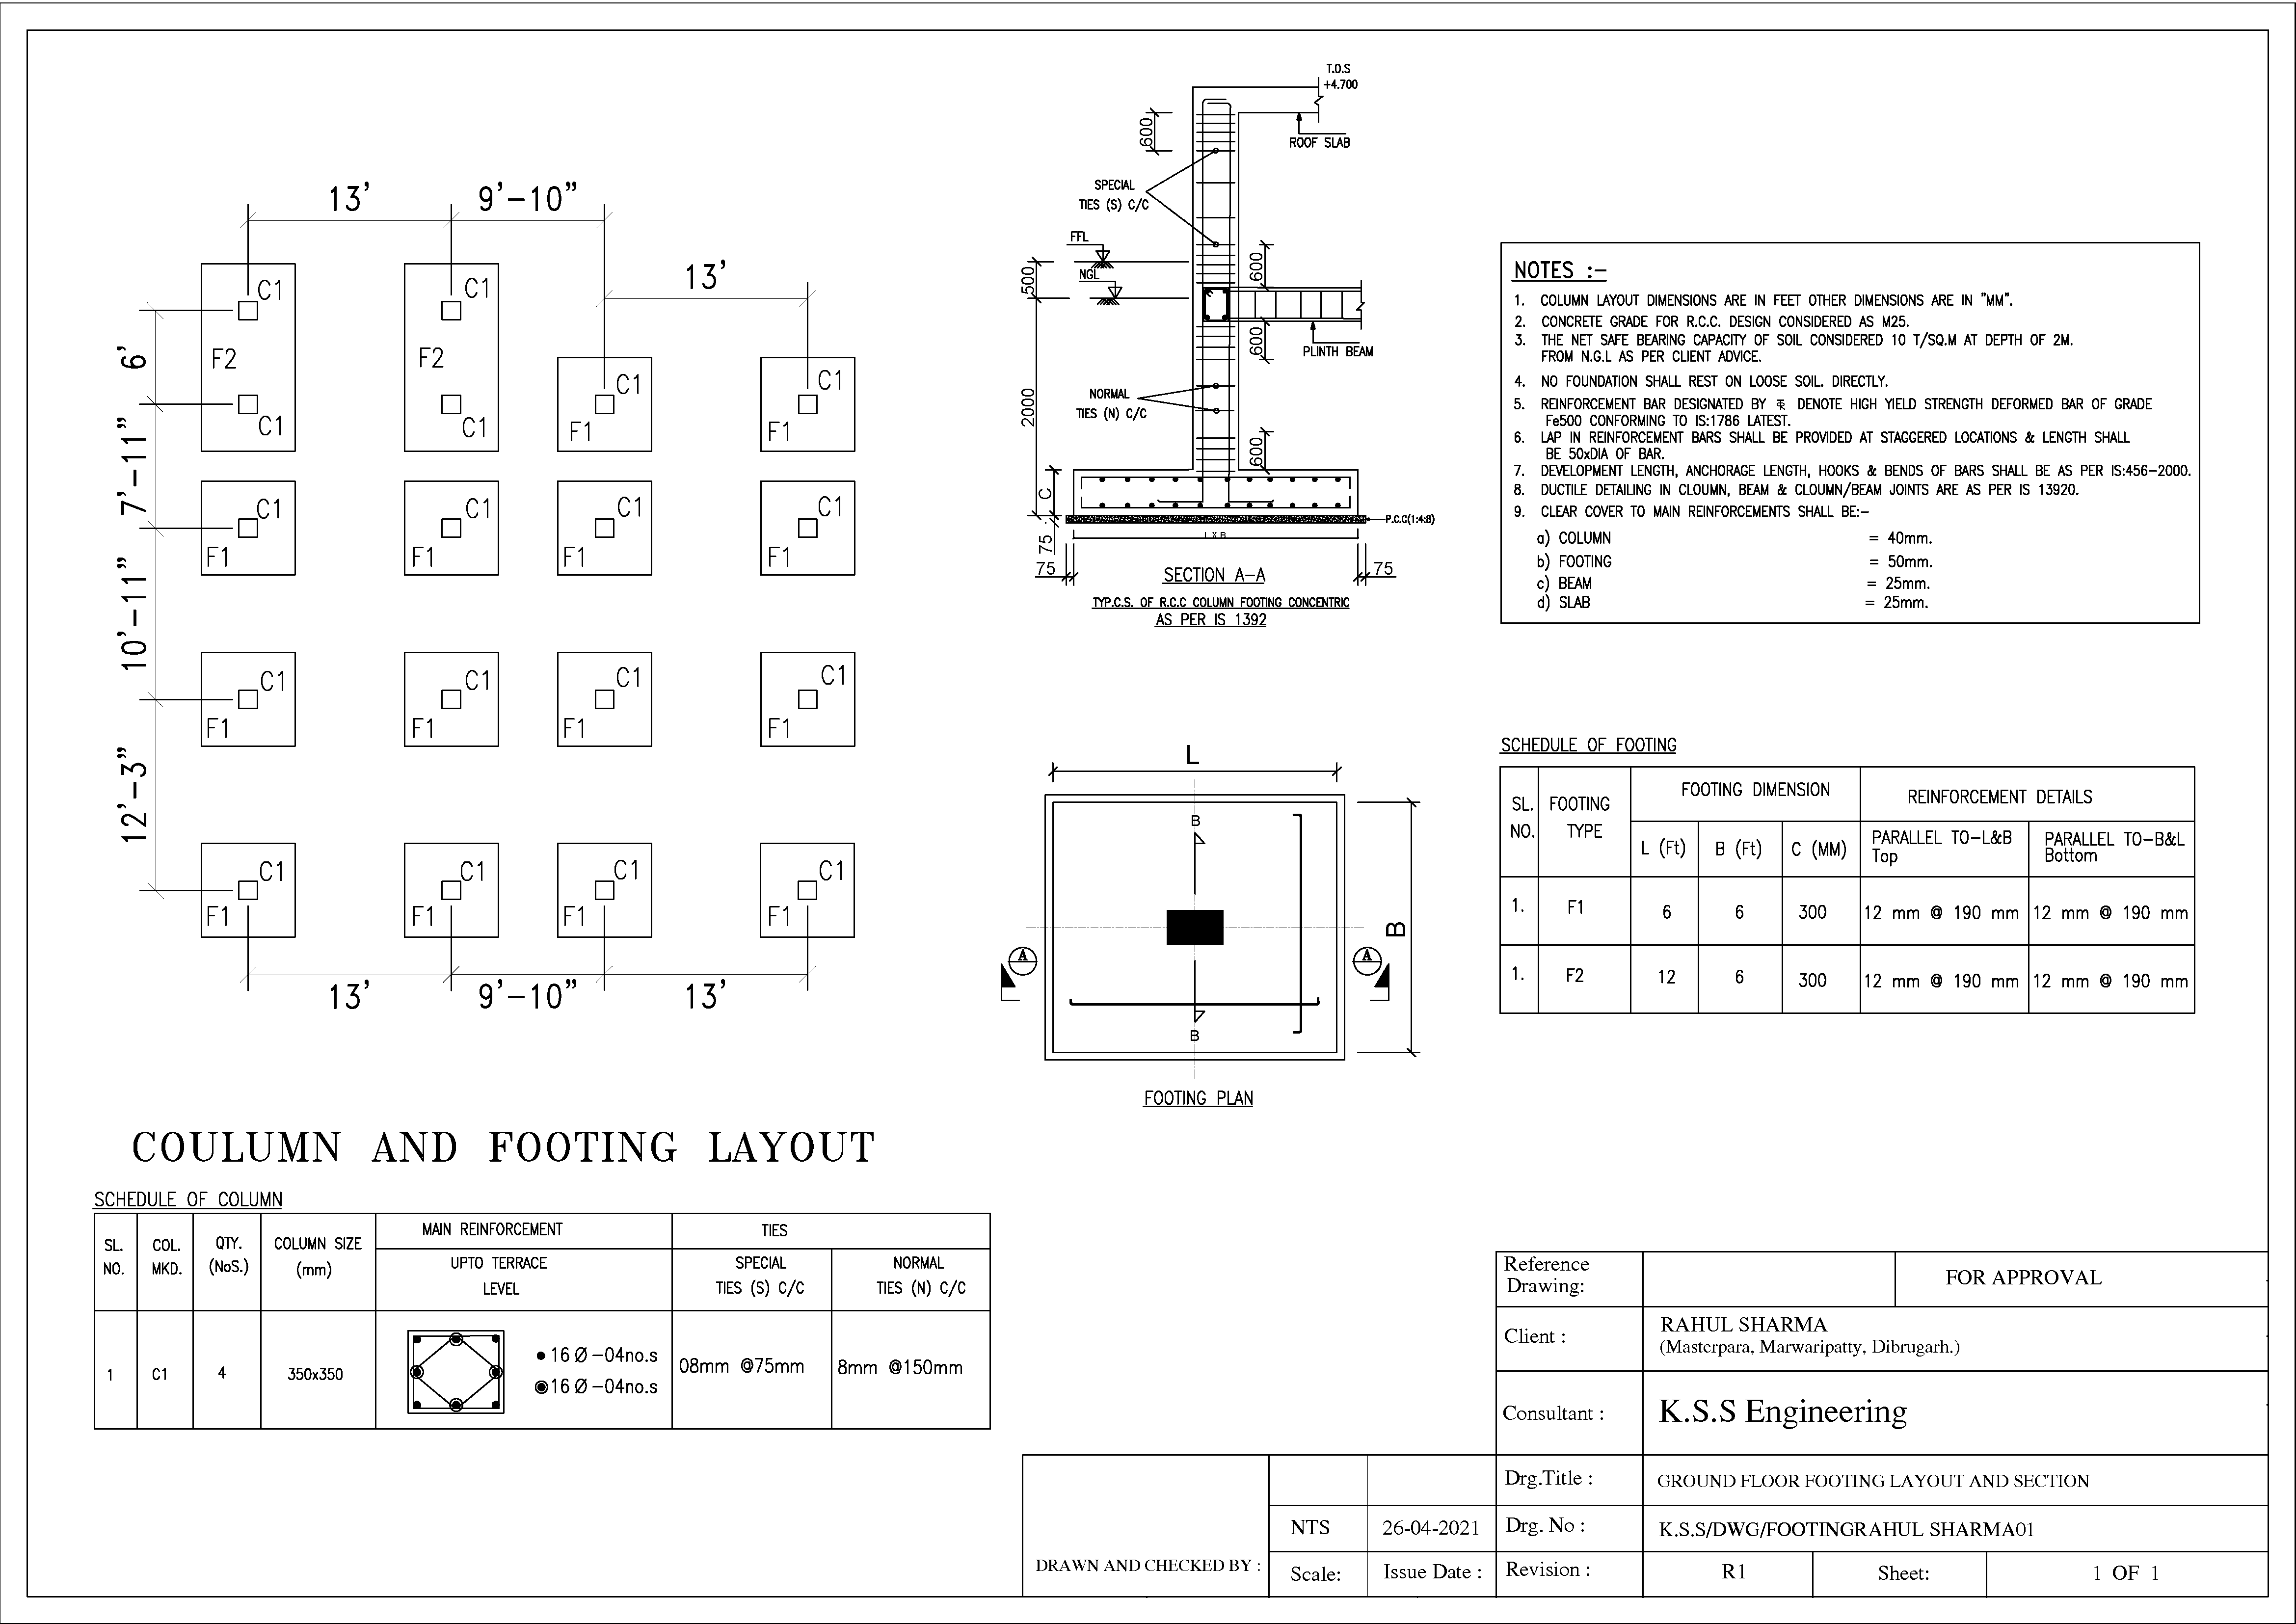 13’
9’-10”
13’
C1
C1
F2
F2
C1
C1
C1
C1
F1
F1
6’
7’-11”
10’-11”
12’-3”
C1
C1
C1
C1
F1
F1
F1
F1
C1
C1
C1
C1
F1
F1
F1
F1
C1
C1
C1
C1
F1
F1
F1
F1
13’
9’-10”
13’
COULUMN AND FOOTING LAYOUT
T.O.S
+4.700
600
ROOF SLAB
SPECIAL
TIES (S) C/C
FFL
NGL
500
600
600
PLINTH BEAM
2000
NORMAL
TIES (N) C/C
600
C
P.C.C(1:4:8)
75
L X B
75
75
SECTION A-A
TYP.C.S. OF R.C.C COLUMN FOOTING CONCENTRIC
AS PER IS 1392
L
B
B
A
A
B
FOOTING PLAN
NOTES :-
1. COLUMN LAYOUT DIMENSIONS ARE IN FEET OTHER DIMENSIONS ARE IN "MM".
2. CONCRETE GRADE FOR R.C.C. DESIGN CONSIDERED AS M25.
3. THE NET SAFE BEARING CAPACITY OF SOIL CONSIDERED 10 T/SQ.M AT DEPTH OF 2M.
FROM N.G.L AS PER CLIENT ADVICE.
4. NO FOUNDATION SHALL REST ON LOOSE SOIL. DIRECTLY.
5. REINFORCEMENT BAR DESIGNATED BY DENOTE HIGH YIELD STRENGTH DEFORMED BAR OF GRADE
Fe500 CONFORMING TO IS:1786 LATEST.
6. LAP IN REINFORCEMENT BARS SHALL BE PROVIDED AT STAGGERED LOCATIONS & LENGTH SHALL
BE 50xDIA OF BAR.
7. DEVELOPMENT LENGTH, ANCHORAGE LENGTH, HOOKS & BENDS OF BARS SHALL BE AS PER IS:456-2000.
8. DUCTILE DETAILING IN CLOUMN, BEAM & CLOUMN/BEAM JOINTS ARE AS PER IS 13920.
9. CLEAR COVER TO MAIN REINFORCEMENTS SHALL BE:-
a) COLUMN = 40mm.
b) FOOTING = 50mm.
c) BEAM = 25mm.
d) SLAB = 25mm.
SCHEDULE OF FOOTING
SL. NO.
FOOTING TYPE
FOOTING DIMENSION
REINFORCEMENT DETAILS
L (Ft)
B (Ft)
C (MM)
PARALLEL TO-L&B
Top
PARALLEL TO-B&L
Bottom
1. F1 6 6 300 12 mm @ 190 mm 12 mm @ 190 mm
1. F2 12 6 300 12 mm @ 190 mm 12 mm @ 190 mm
SCHEDULE OF COLUMN
SL. NO.
COL. MKD.
QTY. (NoS.)
COLUMN SIZE (mm)
MAIN REINFORCEMENT
UPTO TERRACE
LEVEL
TIES
SPECIAL
TIES (S) C/C
NORMAL
TIES (N) C/C
1 C1 4 350x350
16 Ø -04no.s
16 Ø -04no.s
08mm @75mm
8mm @150mm
Reference
Drawing:
FOR APPROVAL
Client :
RAHUL SHARMA
(Masterpara, Marwaripatty, Dibrugarh.)
Consultant :
K.S.S Engineering
Drg.Title :
GROUND FLOOR FOOTING LAYOUT AND SECTION
NTS
26-04-2021
Drg. No :
K.S.S/DWG/FOOTINGRAHUL SHARMA01
DRAWN AND CHECKED BY :
Scale:
Issue Date :
Revision :
R1
Sheet:
1 OF 1